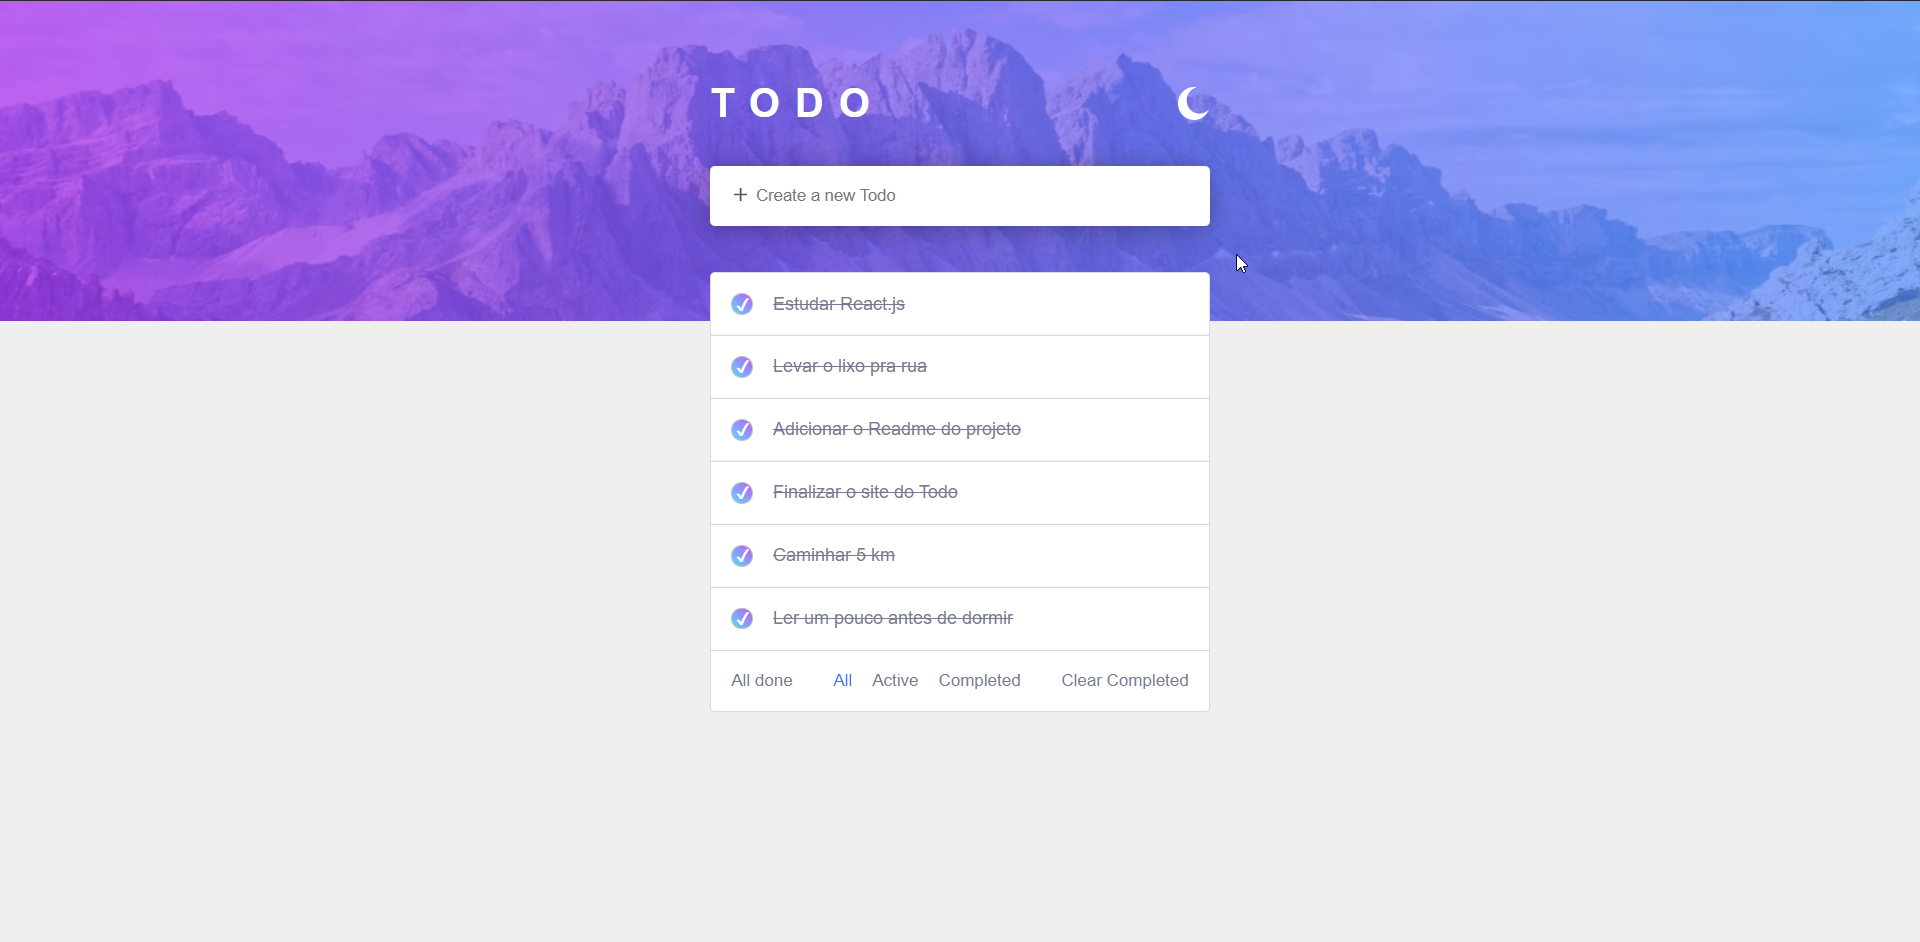 TODO
Create a new Todo
Estudar React.js
Levar o lixo pra rua
Adicionar o Readme do projeto
Finalizar o site do Todo
Caminhar 5 km
Ler um pouco antes de dormir
All done All Active Completed Clear Completed